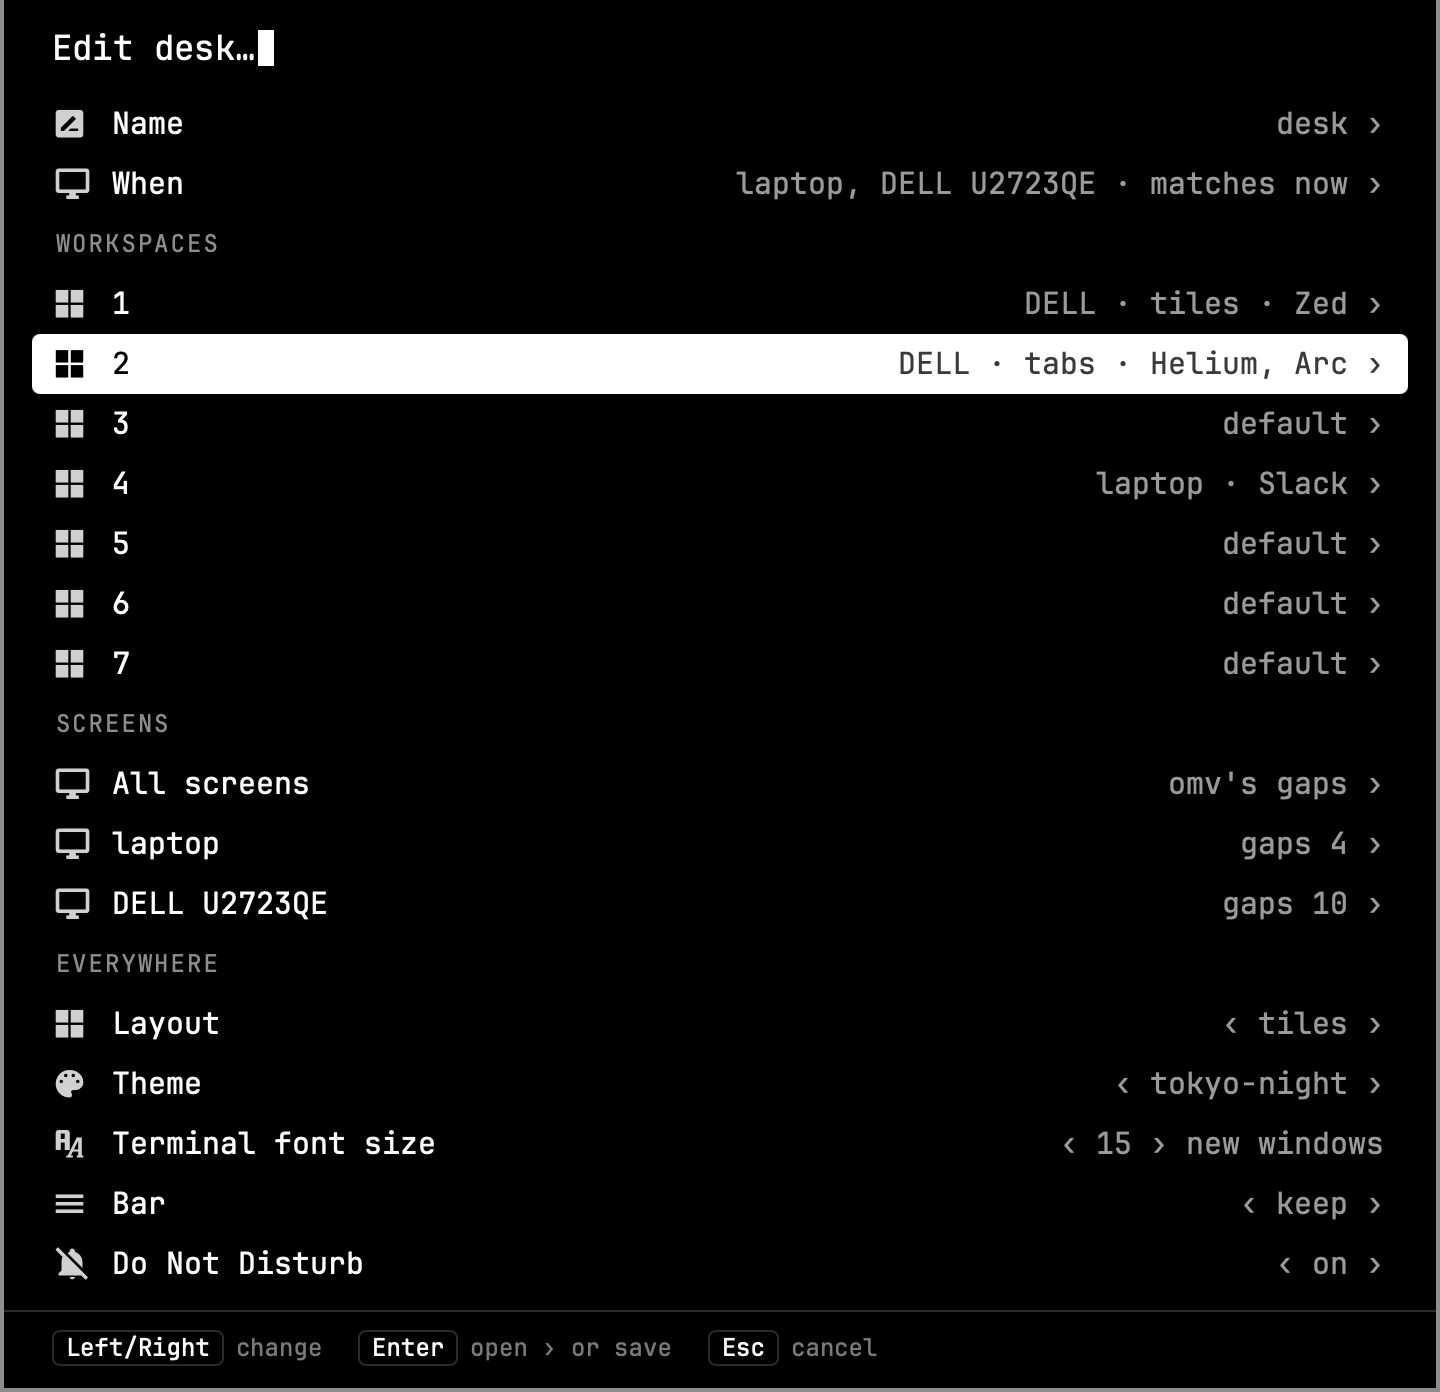 Edit desk…
Name desk ›
When laptop, DELL U2723QE · matches now ›
WORKSPACES
1 DELL · tiles · Zed ›
2 DELL · tabs · Helium, Arc ›
3 default ›
4 laptop · Slack ›
5 default ›
6 default ›
7 default ›
SCREENS
All screens omv's gaps ›
laptop gaps 4 ›
DELL U2723QE gaps 10 ›
EVERYWHERE
Layout ‹ tiles ›
Theme ‹ tokyo-night ›
Terminal font size ‹ 15 › new windows
Bar ‹ keep ›
Do Not Disturb ‹ on ›
Left/Right change Enter open › or save Esc cancel